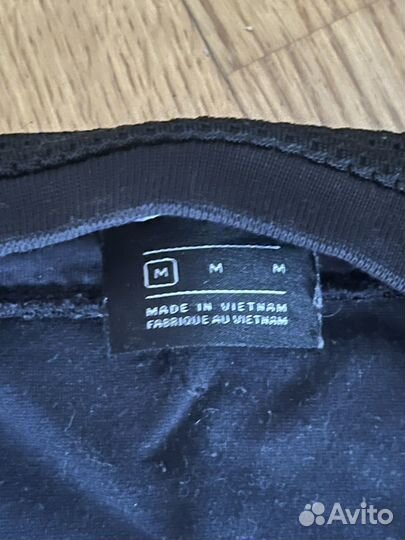 M M M
MADE IN VIETNAM
FABRIQUE AU VIETNAM
Avito